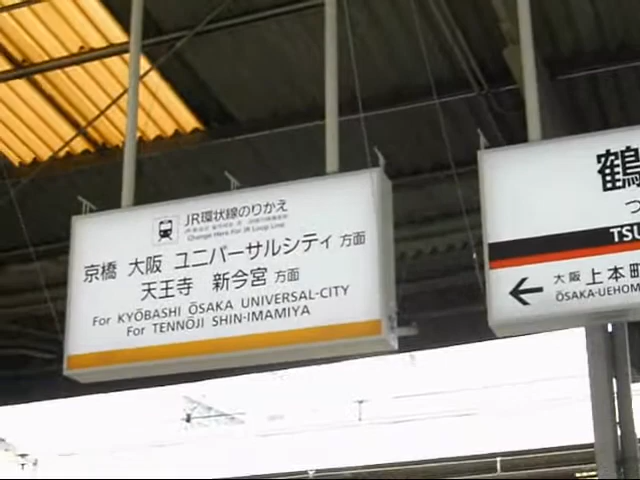 JR環状線のりかえ
Change Here for JR Loop Line
京橋 大阪 ユニバーサルシティ 方面
天王寺 新今宮 方面
For KYŌBASHI ŌSAKA UNIVERSAL-CITY
For TENNŌJI SHIN-IMAMIYA
鶴
つ
TSU
大阪上本町
ŌSAKA-UEHOM